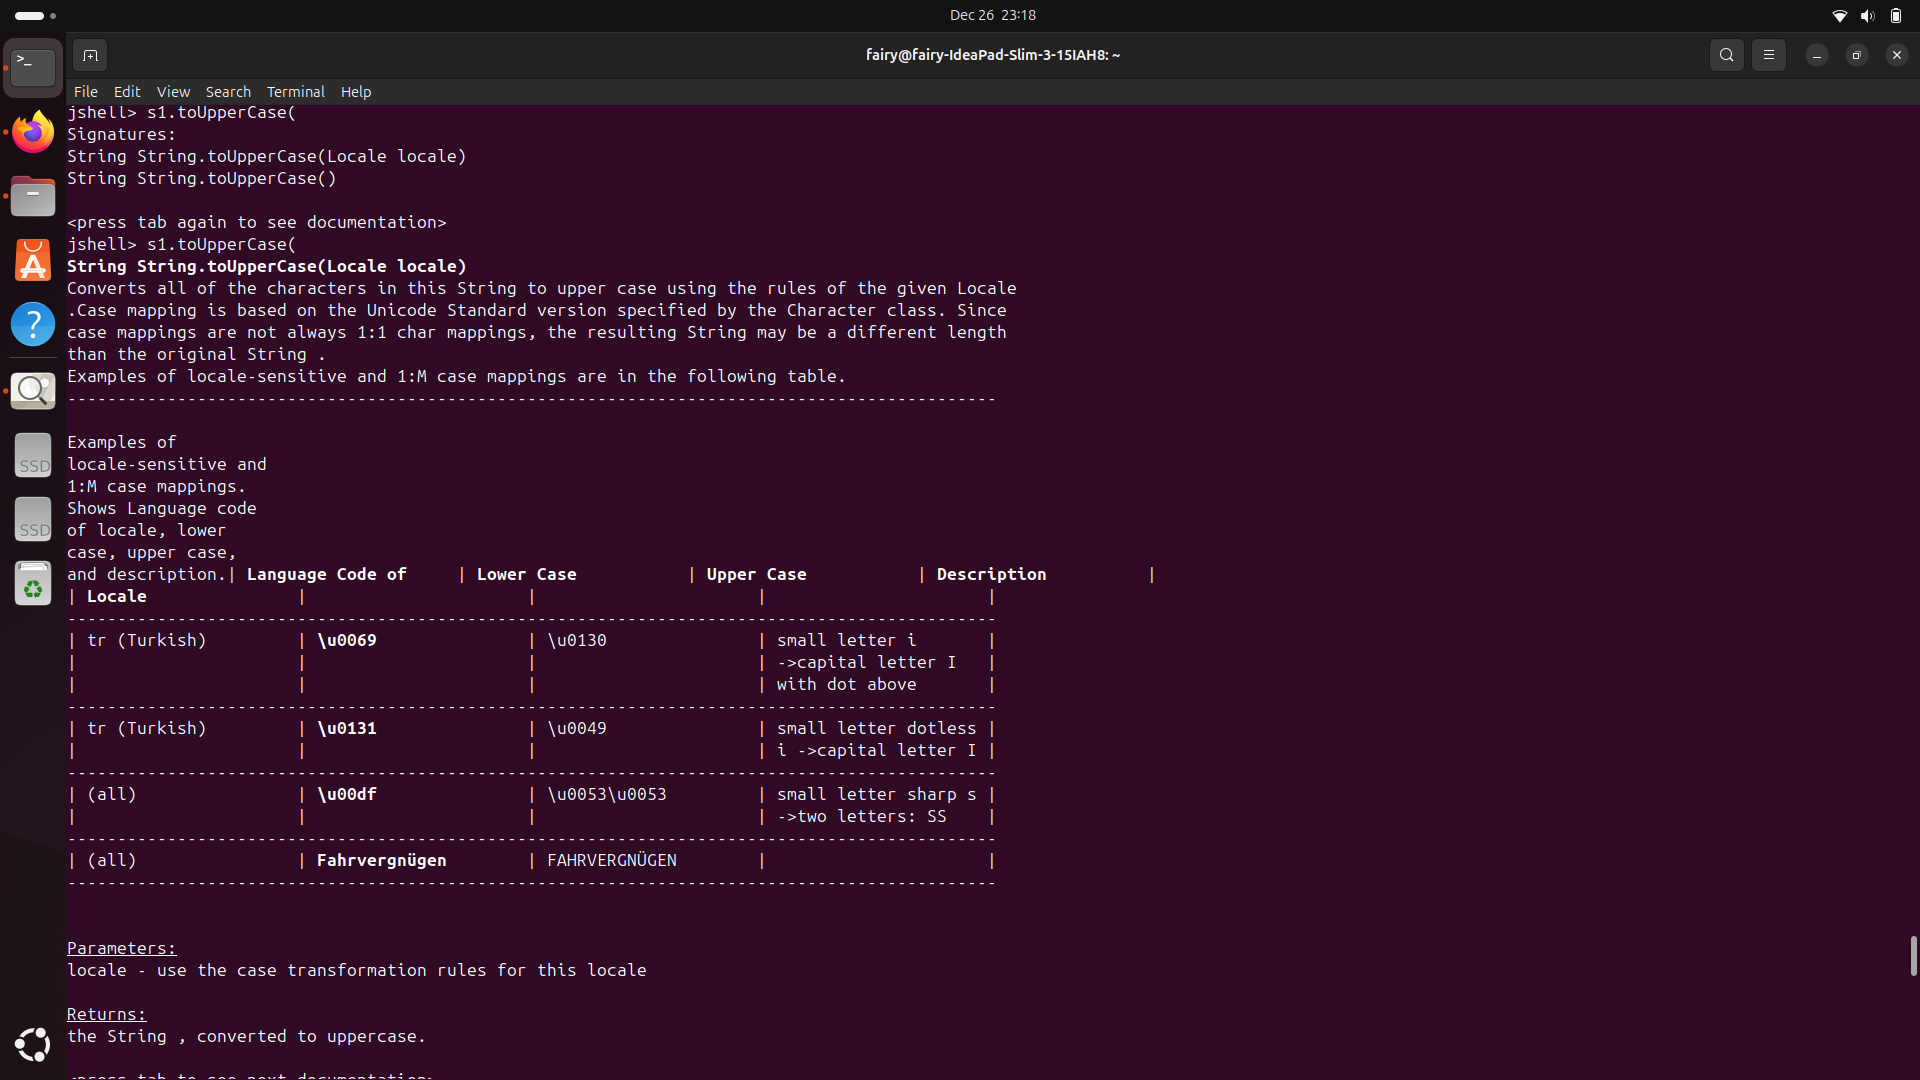 Dec 26 23:18
fairy@fairy-IdeaPad-Slim-3-15IAH8: ~
File Edit View Search Terminal Help
jshell> s1.toUpperCase(
Signatures:
String String.toUpperCase(Locale locale)
String String.toUpperCase()
<press tab again to see documentation>
jshell> s1.toUpperCase(
String String.toUpperCase(Locale locale)
Converts all of the characters in this String to upper case using the rules of the given Locale
.Case mapping is based on the Unicode Standard version specified by the Character class. Since
case mappings are not always 1:1 char mappings, the resulting String may be a different length
than the original String .
Examples of locale-sensitive and 1:M case mappings are in the following table.
---------------------------------------------------------------------------------------------
Examples of
locale-sensitive and
1:M case mappings.
Shows Language code
of locale, lower
case, upper case,
and description.| Language Code of     | Lower Case           | Upper Case           | Description          |
| Locale               |                      |                      |                      |
---------------------------------------------------------------------------------------------
| tr (Turkish)         | \u0069               | \u0130               | small letter i       |
|                      |                      |                      | ->capital letter I   |
|                      |                      |                      | with dot above       |
---------------------------------------------------------------------------------------------
| tr (Turkish)         | \u0131               | \u0049               | small letter dotless |
|                      |                      |                      | i ->capital letter I |
---------------------------------------------------------------------------------------------
| (all)                | \u00df               | \u0053\u0053         | small letter sharp s |
|                      |                      |                      | ->two letters: SS    |
---------------------------------------------------------------------------------------------
| (all)                | Fahrvergnügen        | FAHRVERGNÜGEN        |                      |
---------------------------------------------------------------------------------------------
Parameters:
locale - use the case transformation rules for this locale
Returns:
the String , converted to uppercase.
<press tab to see next documentation>
SSD
SSD